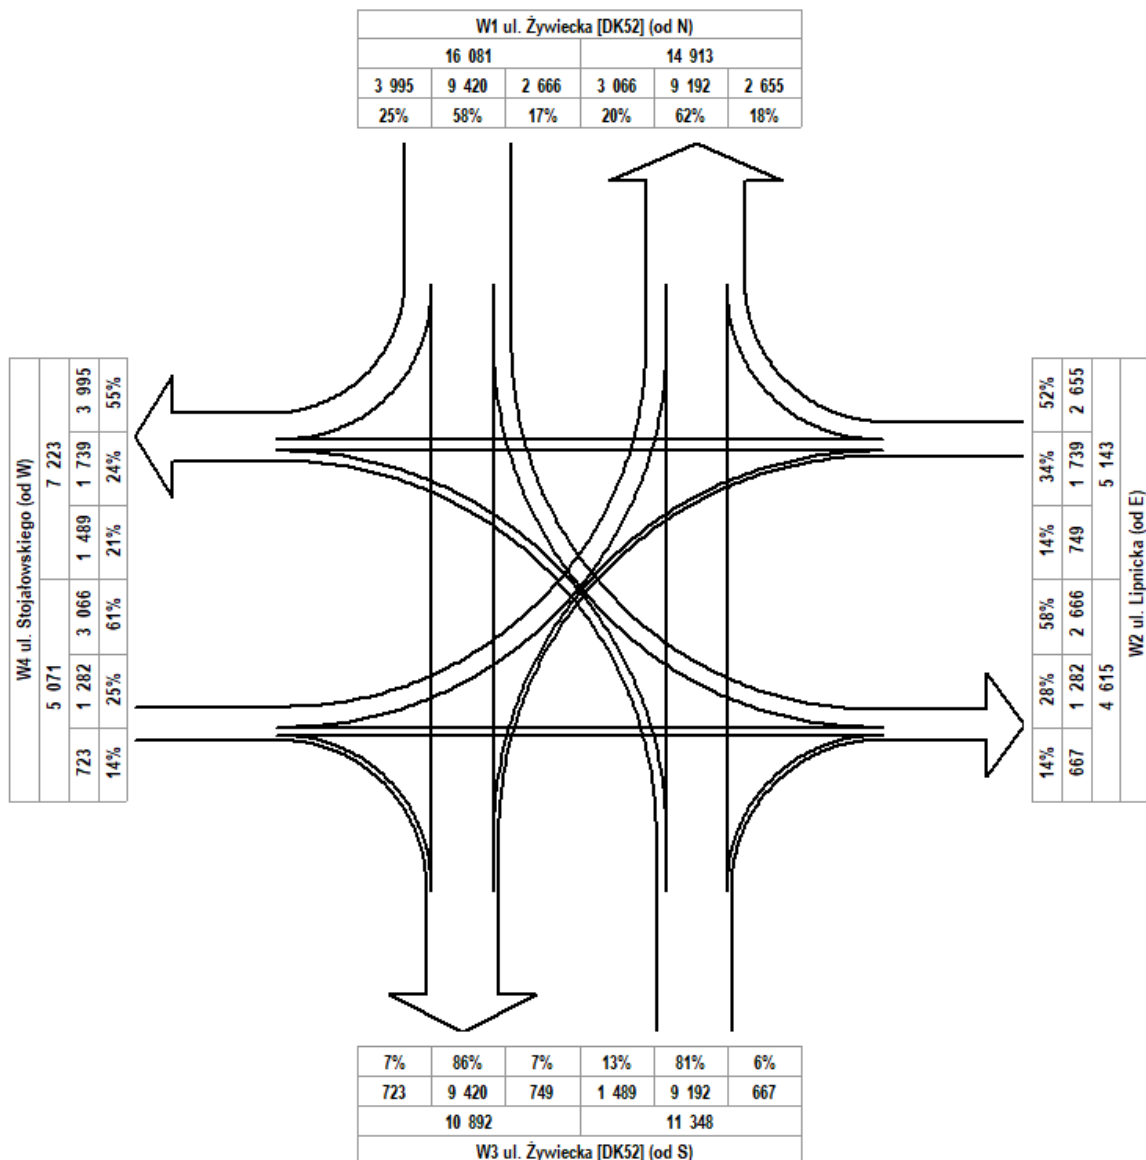 W1 ul. Żywiecka [DK52] (od N)
16 081 14 913
3 995 9 420 2 666 3 066 9 192 2 655
25% 58% 17% 20% 62% 18%
W4 ul. Stojałowskiego (od W)
5 071 7 223
723 1 282 3 066 1 489 1 739 3 995
14% 25% 61% 21% 24% 55%
14% 28% 58% 14% 34% 52%
667 1 282 2 666 749 1 739 2 655
4 615 5 143
W2 ul. Lipnicka (od E)
7% 86% 7% 13% 81% 6%
723 9 420 749 1 489 9 192 667
10 892 11 348
W3 ul. Żywiecka [DK52] (od S)